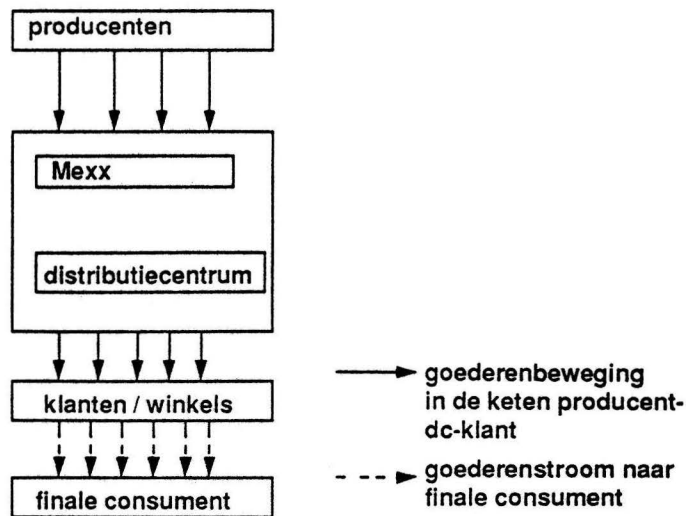 producenten
Mexx
distributiecentrum
klanten / winkels
finale consument
goederenbeweging
in de keten producent-
dc-klant
goederenstroom naar
finale consument